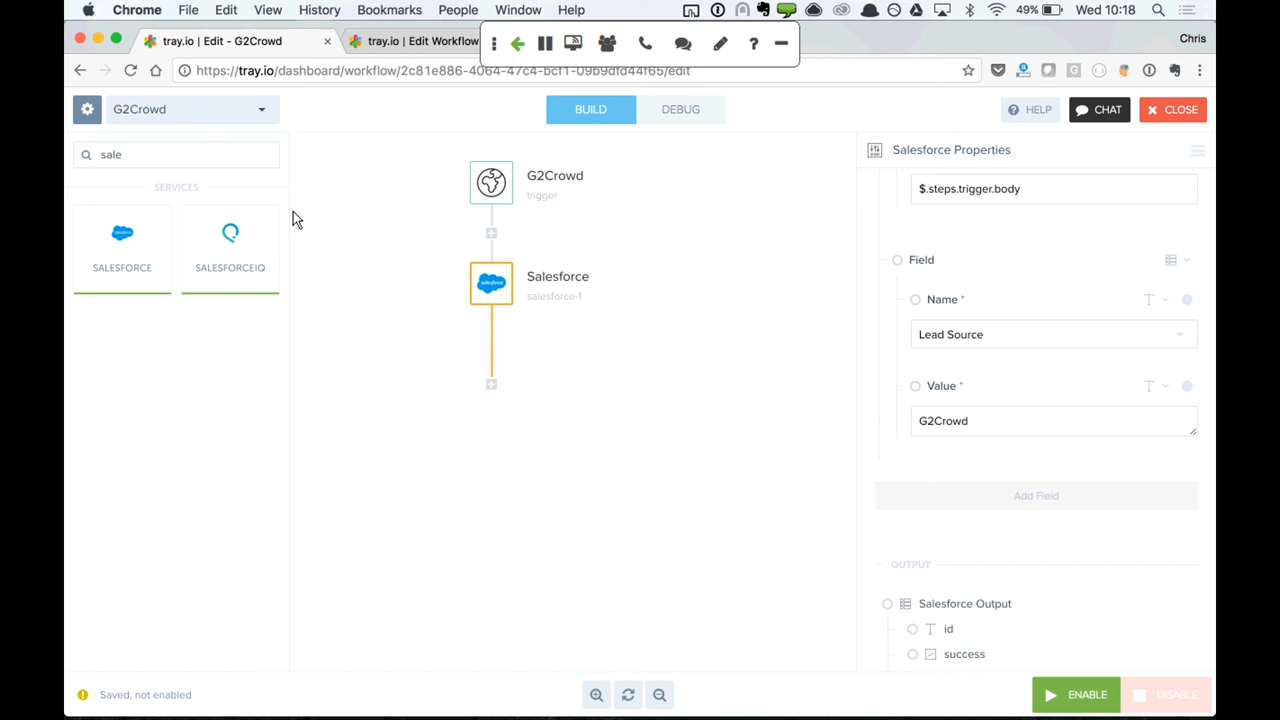 Chrome File Edit View History Bookmarks People Window Help 49% Wed 10:18
Chris
tray.io | Edit - G2Crowd
tray.io | Edit Workflow
https://tray.io/dashboard/workflow/2c81e886-4064-47c4-bcf1-09b9dfd44f65/edit
G2Crowd
BUILD
DEBUG
HELP
CHAT
CLOSE
sale
SERVICES
SALESFORCE
SALESFORCEIQ
G2Crowd
trigger
Salesforce
salesforce
salesforce-1
Salesforce Properties
$.steps.trigger.body
Field
Name *
Lead Source
Value *
G2Crowd
Add Field
OUTPUT
Salesforce Output
id
success
Saved, not enabled
ENABLE
DISABLE